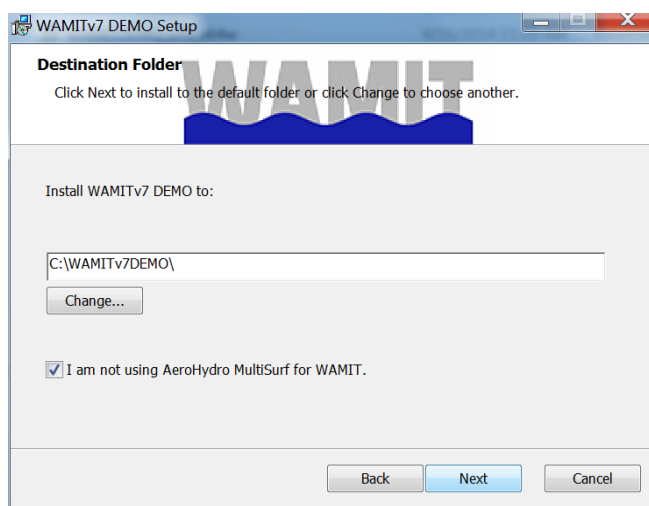 WAMITv7 DEMO Setup
Destination Folder
Click Next to install to the default folder or click Change to choose another.
WAMIT
Install WAMITv7 DEMO to:
C:\WAMITv7DEMO\
Change...
I am not using AeroHydro MultiSurf for WAMIT.
Back
Next
Cancel